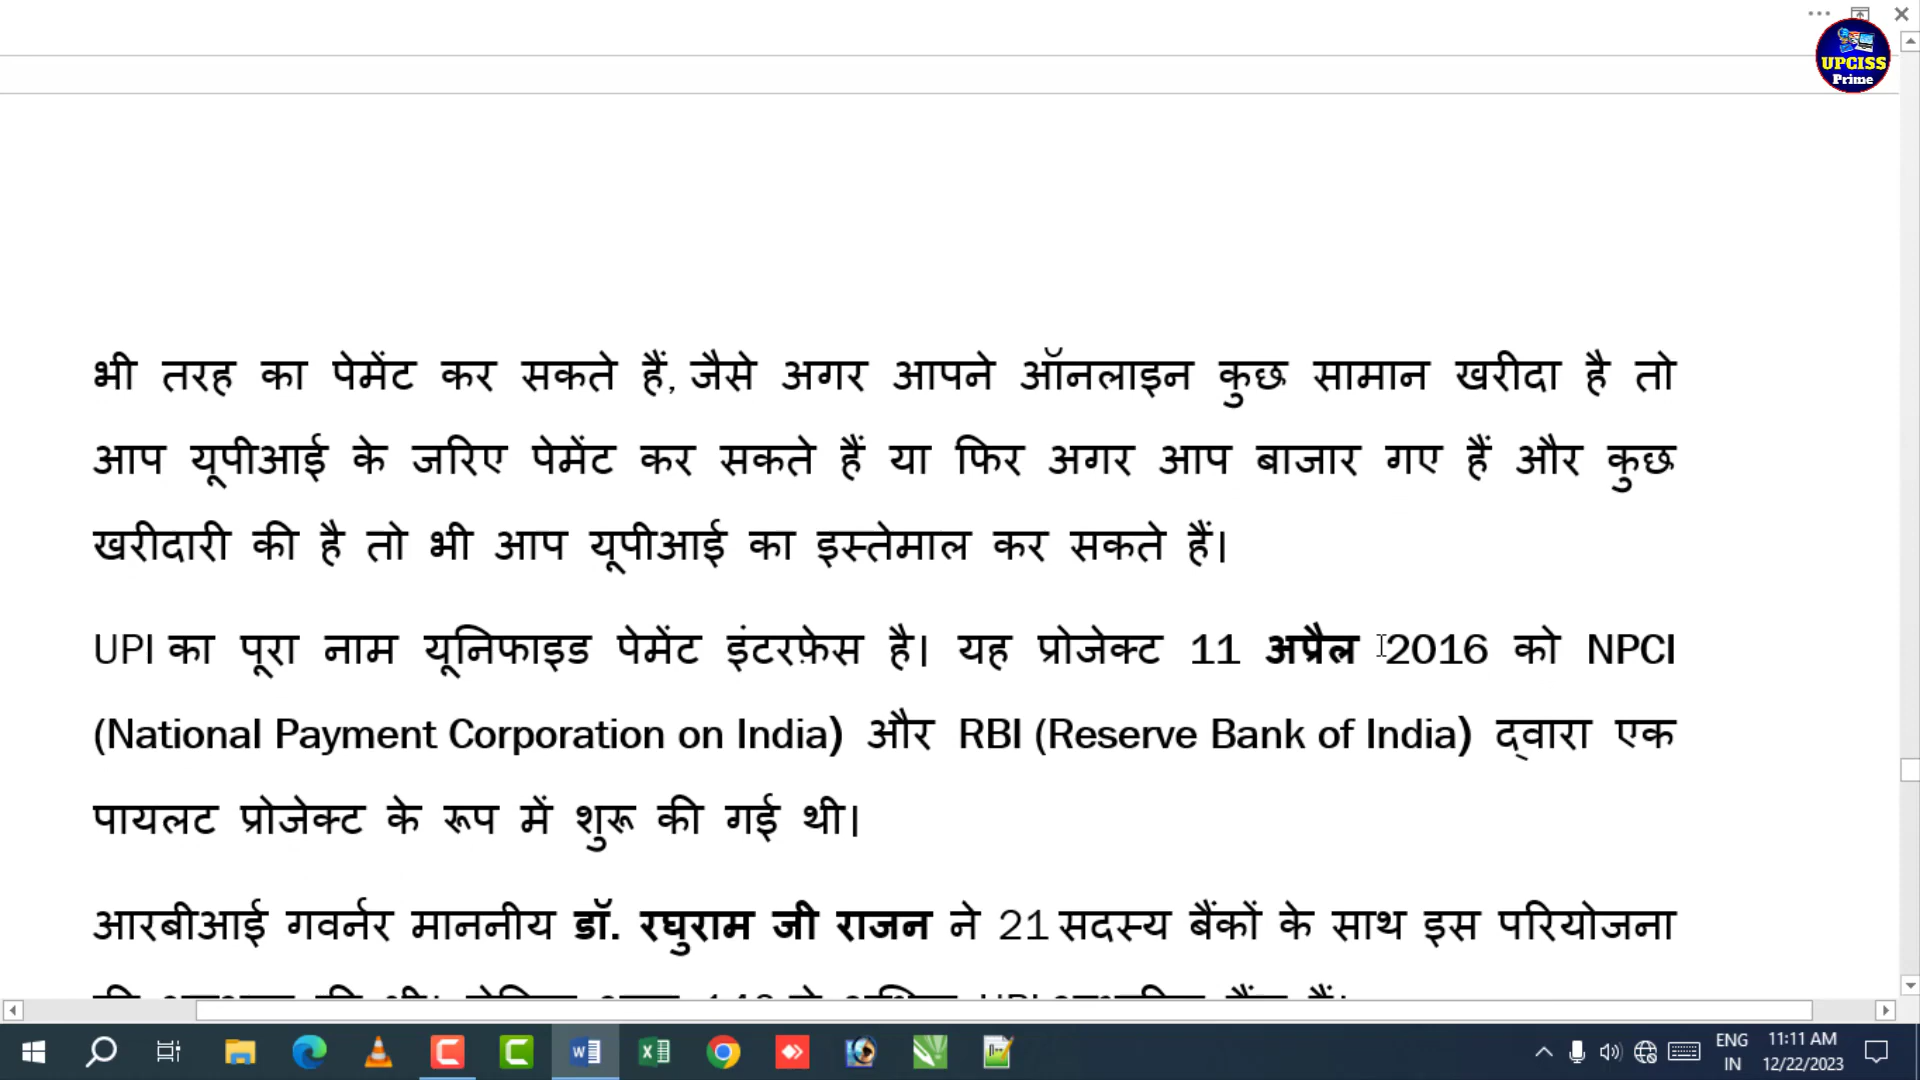 UPCISS
Prime
भी तरह का पेमेंट कर सकते हैं, जैसे अगर आपने ऑनलाइन कुछ सामान खरीदा है तो
आप यूपीआई के जरिए पेमेंट कर सकते हैं या फिर अगर आप बाजार गए हैं और कुछ
खरीदारी की है तो भी आप यूपीआई का इस्तेमाल कर सकते हैं।
UPI का पूरा नाम यूनिफाइड पेमेंट इंटरफ़ेस है। यह प्रोजेक्ट 11 अप्रैल 2016 को NPCI
(National Payment Corporation on India) और RBI (Reserve Bank of India) द्वारा एक
पायलट प्रोजेक्ट के रूप में शुरू की गई थी।
आरबीआई गवर्नर माननीय डॉ. रघुराम जी राजन ने 21 सदस्य बैंकों के साथ इस परियोजना
ENG 11:11 AM
IN 12/22/2023